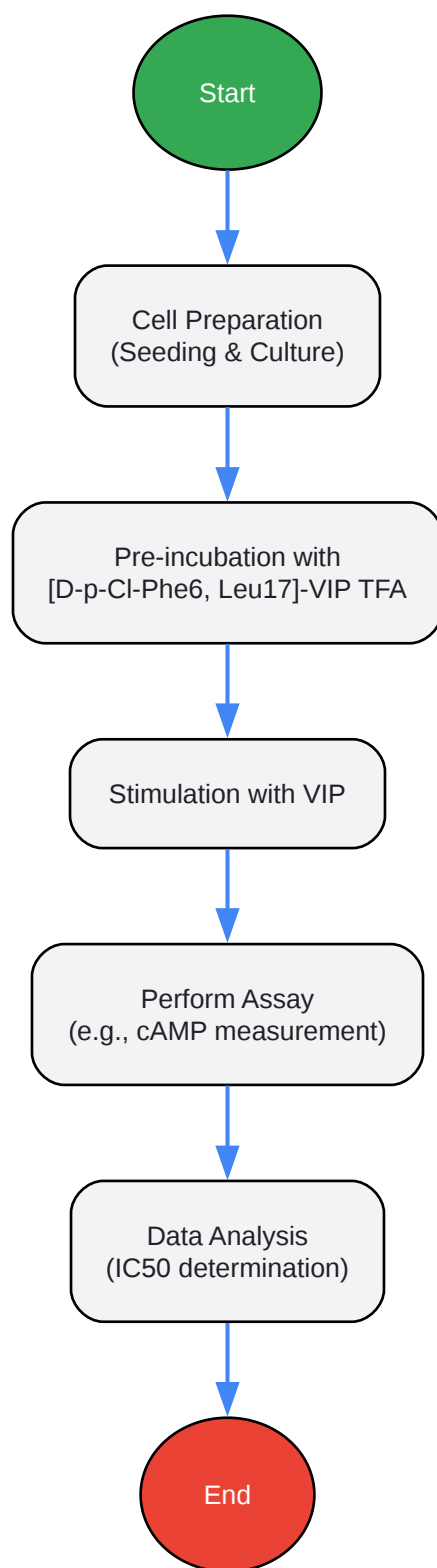 Start
Cell Preparation
(Seeding & Culture)
Pre-incubation with
[D-p-Cl-Phe6, Leu17]-VIP TFA
Stimulation with VIP
Perform Assay
(e.g., cAMP measurement)
Data Analysis
(IC50 determination)
End